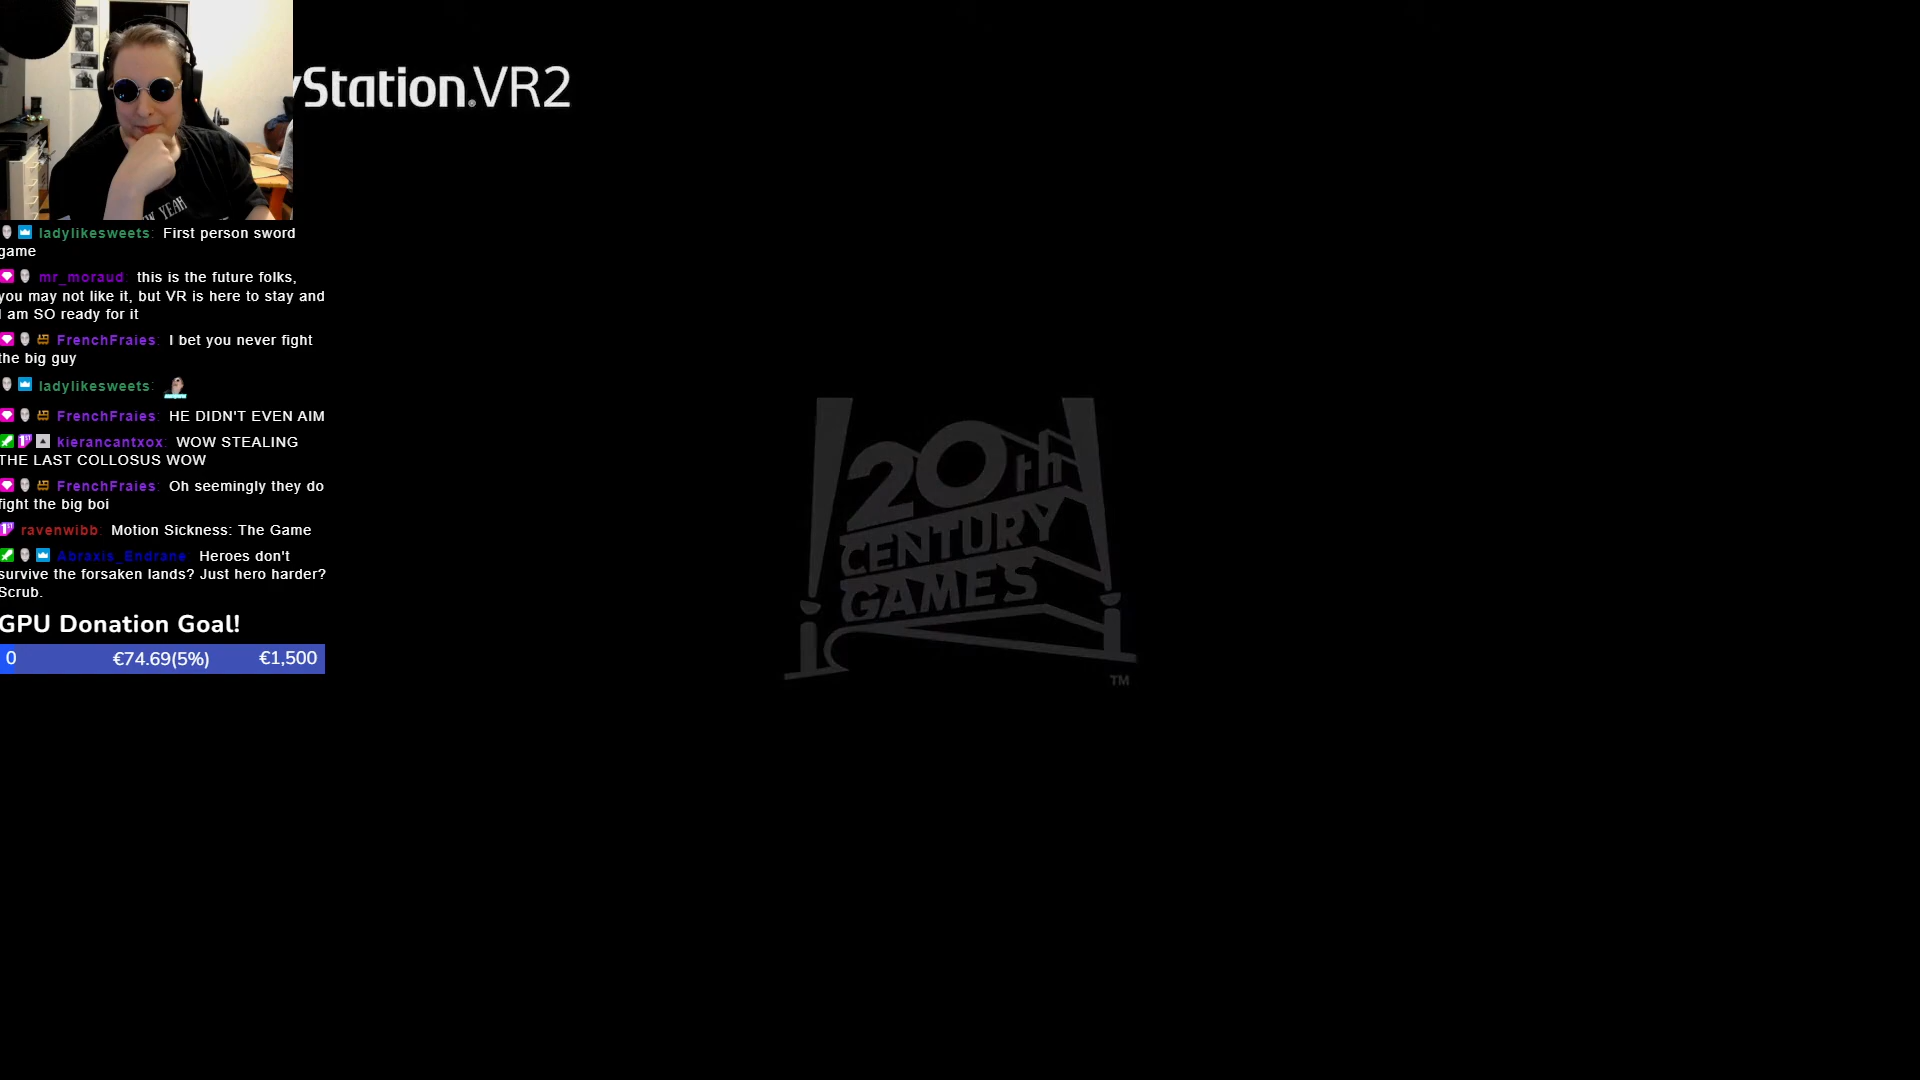 yStation.VR2
W YEAH
ladylikesweets: First person sword
game
mr_moraud: this is the future folks,
you may not like it, but VR is here to stay and
I am SO ready for it
FrenchFraies: I bet you never fight
the big guy
ladylikesweets:
FrenchFraies: HE DIDN'T EVEN AIM
kierancantxox: WOW STEALING
THE LAST COLLOSUS WOW
FrenchFraies: Oh seemingly they do
fight the big boi
ravenwibb: Motion Sickness: The Game
Abraxis_Endrane: Heroes don't
survive the forsaken lands? Just hero harder?
Scrub.
GPU Donation Goal!
0 €74.69(5%) €1,500
20th
CENTURY
GAMES
TM